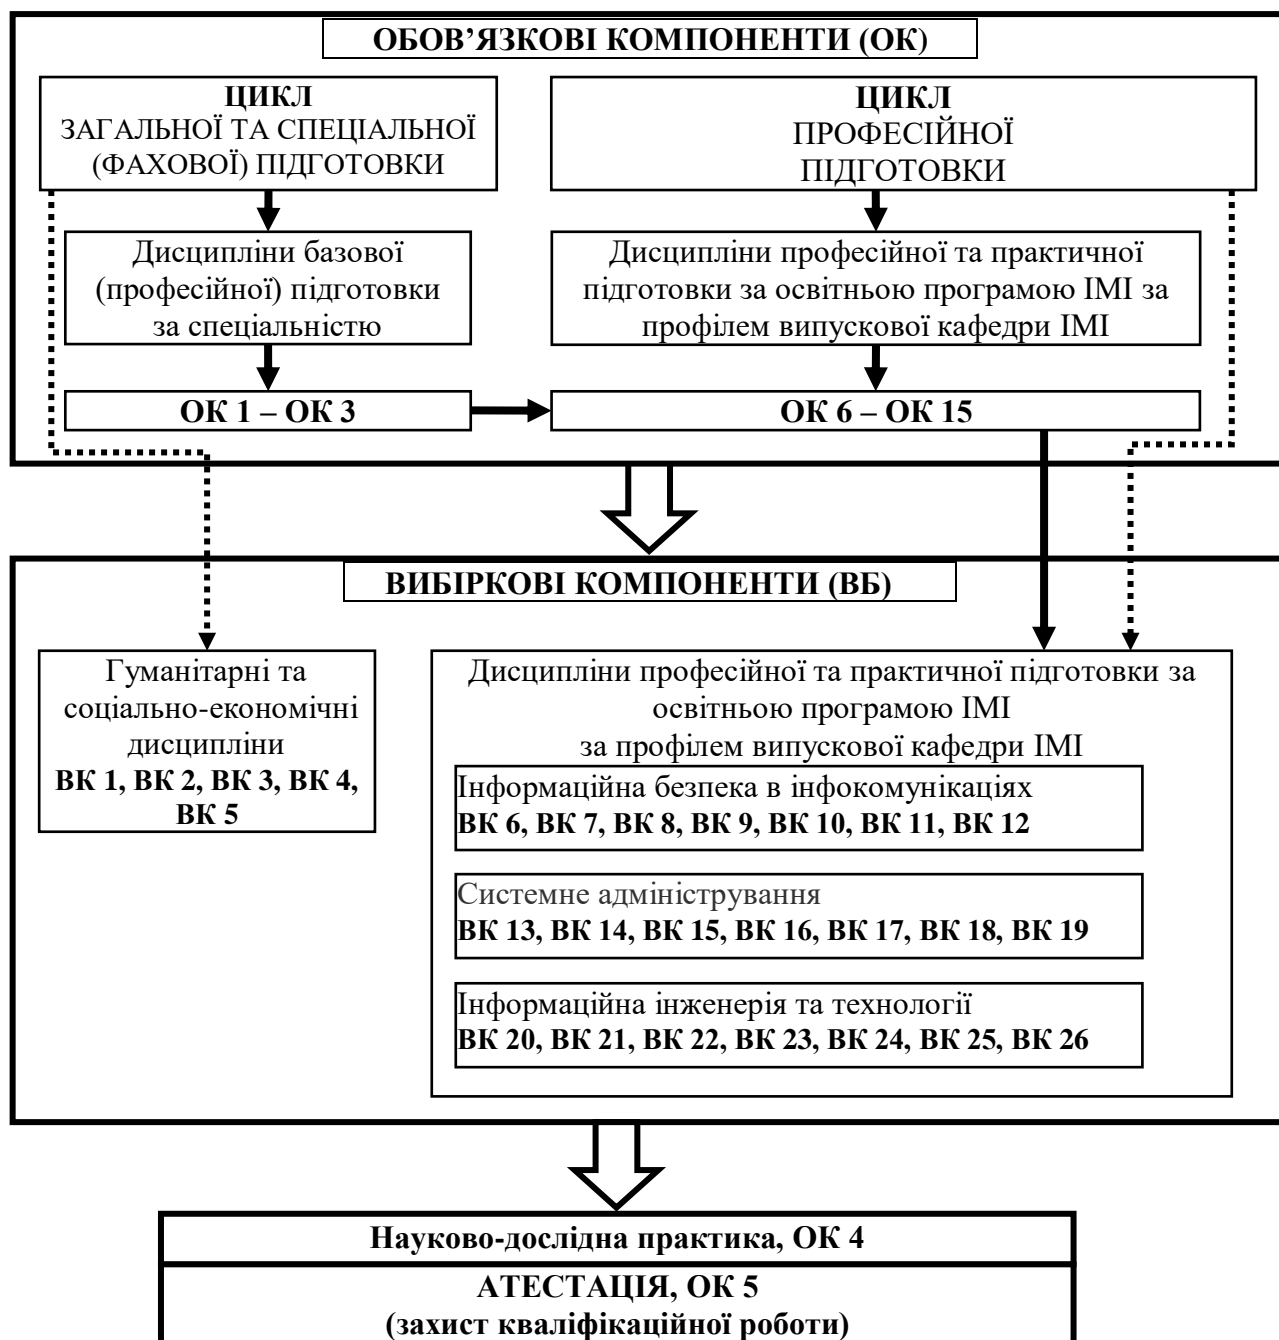 ОБОВ’ЯЗКОВІ КОМПОНЕНТИ (ОК)
ЦИКЛ
ЗАГАЛЬНОЇ ТА СПЕЦІАЛЬНОЇ
(ФАХОВОЇ) ПІДГОТОВКИ
ЦИКЛ
ПРОФЕСІЙНОЇ
ПІДГОТОВКИ
Дисципліни базової
(професійної) підготовки
за спеціальністю
Дисципліни професійної та практичної
підготовки за освітньою програмою ІМІ за
профілем випускової кафедри ІМІ
ОК 1 – ОК 3
ОК 6 – ОК 15
ВИБІРКОВІ КОМПОНЕНТИ (ВБ)
Гуманітарні та
соціально-економічні
дисципліни
ВК 1, ВК 2, ВК 3, ВК 4,
ВК 5
Дисципліни професійної та практичної підготовки за
освітньою програмою ІМІ
за профілем випускової кафедри ІМІ
Інформаційна безпека в інфокомунікаціях
ВК 6, ВК 7, ВК 8, ВК 9, ВК 10, ВК 11, ВК 12
Системне адміністрування
ВК 13, ВК 14, ВК 15, ВК 16, ВК 17, ВК 18, ВК 19
Інформаційна інженерія та технології
ВК 20, ВК 21, ВК 22, ВК 23, ВК 24, ВК 25, ВК 26
Науково-дослідна практика, ОК 4
АТЕСТАЦІЯ, ОК 5
(захист кваліфікаційної роботи)